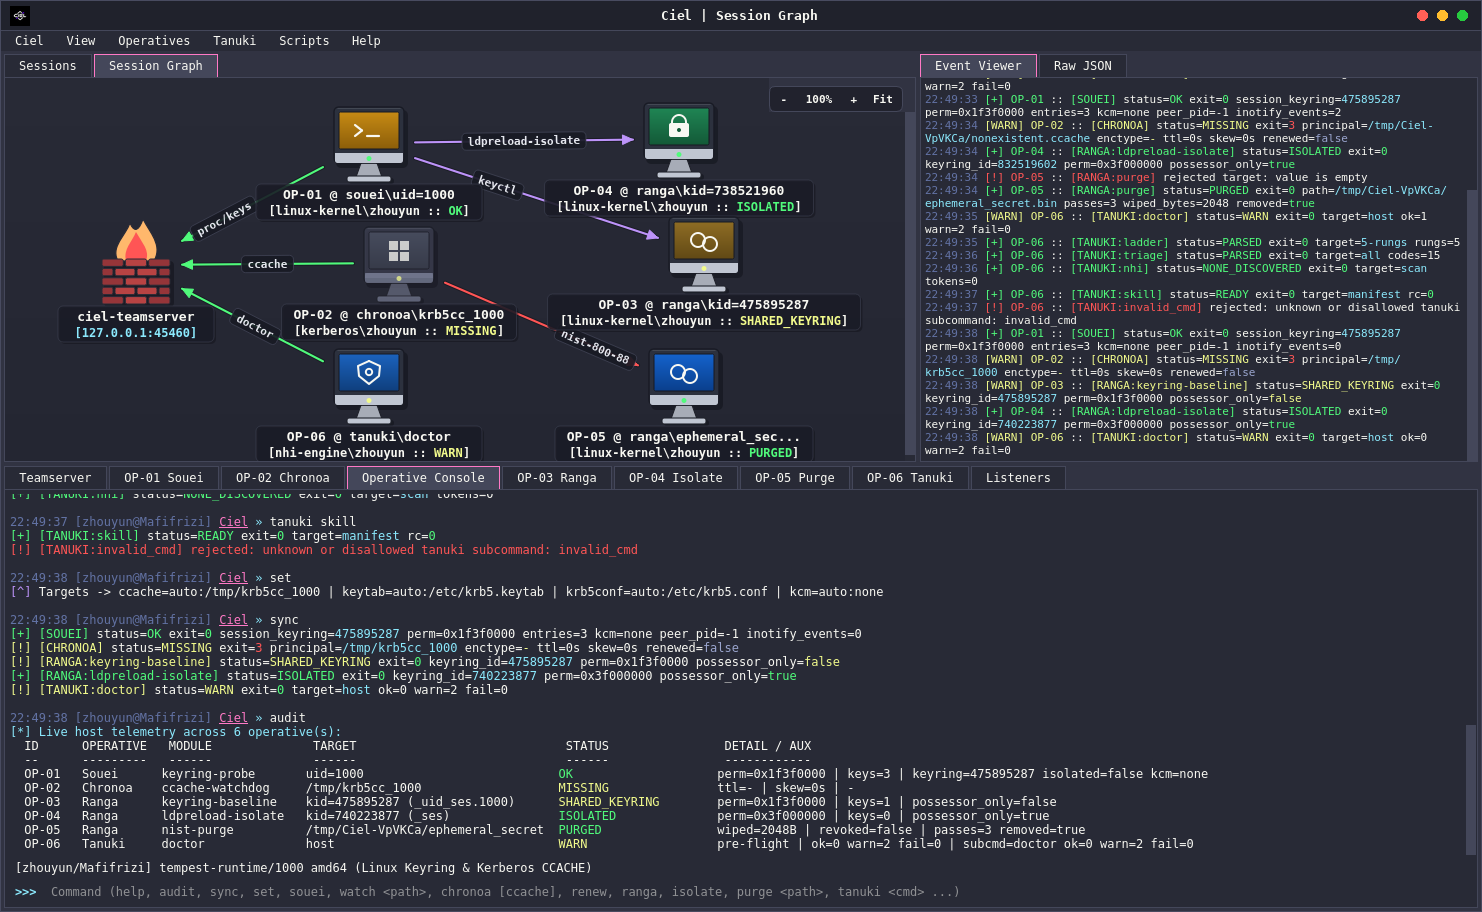 Ciel | Session Graph
Ciel View Operatives Tanuki Scripts Help
Sessions Session Graph
- 100% + Fit
ldpreload-isolate
keyctl
proc/keys
OP-01 @ souei\uid=1000
[linux-kernel\zhouyun :: OK]
OP-04 @ ranga\kid=738521960
[linux-kernel\zhouyun :: ISOLATED]
ccache
ciel-teamserver
[127.0.0.1:45460]
OP-02 @ chronoa\krb5cc_1000
[kerberos\zhouyun :: MISSING]
OP-03 @ ranga\kid=475895287
[linux-kernel\zhouyun :: SHARED_KEYRING]
doctor
nist-800-88
OP-06 @ tanuki\doctor
[nhi-engine\zhouyun :: WARN]
OP-05 @ ranga\ephemeral_sec...
[linux-kernel\zhouyun :: PURGED]
Event Viewer Raw JSON
warn=2 fail=0
22:49:33 [+] OP-01 :: [SOUEI] status=OK exit=0 session_keyring=475895287
perm=0x1f3f0000 entries=3 kcm=none peer_pid=-1 inotify_events=2
22:49:34 [WARN] OP-02 :: [CHRONOA] status=MISSING exit=3 principal=/tmp/Ciel-
VpVKCa/nonexistent.ccache enctype=- ttl=0s skew=0s renewed=false
22:49:34 [+] OP-04 :: [RANGA:ldpreload-isolate] status=ISOLATED exit=0
keyring_id=832519602 perm=0x3f000000 possessor_only=true
22:49:34 [!] OP-05 :: [RANGA:purge] rejected target: value is empty
22:49:34 [+] OP-05 :: [RANGA:purge] status=PURGED exit=0 path=/tmp/Ciel-VpVKCa/
ephemeral_secret.bin passes=3 wiped_bytes=2048 removed=true
22:49:35 [WARN] OP-06 :: [TANUKI:doctor] status=WARN exit=0 target=host ok=1
warn=2 fail=0
22:49:35 [+] OP-06 :: [TANUKI:ladder] status=PARSED exit=0 target=5-rungs rungs=5
22:49:36 [+] OP-06 :: [TANUKI:triage] status=PARSED exit=0 target=all codes=15
22:49:36 [+] OP-06 :: [TANUKI:nhi] status=NONE_DISCOVERED exit=0 target=scan
tokens=0
22:49:37 [+] OP-06 :: [TANUKI:skill] status=READY exit=0 target=manifest rc=0
22:49:37 [!] OP-06 :: [TANUKI:invalid_cmd] rejected: unknown or disallowed tanuki
subcommand: invalid_cmd
22:49:38 [+] OP-01 :: [SOUEI] status=OK exit=0 session_keyring=475895287
perm=0x1f3f0000 entries=3 kcm=none peer_pid=-1 inotify_events=0
22:49:38 [WARN] OP-02 :: [CHRONOA] status=MISSING exit=3 principal=/tmp/
krb5cc_1000 enctype=- ttl=0s skew=0s renewed=false
22:49:38 [WARN] OP-03 :: [RANGA:keyring-baseline] status=SHARED_KEYRING exit=0
keyring_id=475895287 perm=0x1f3f0000 possessor_only=false
22:49:38 [+] OP-04 :: [RANGA:ldpreload-isolate] status=ISOLATED exit=0
keyring_id=740223877 perm=0x3f000000 possessor_only=true
22:49:38 [WARN] OP-06 :: [TANUKI:doctor] status=WARN exit=0 target=host ok=0
warn=2 fail=0
Teamserver OP-01 Souei OP-02 Chronoa Operative Console OP-03 Ranga OP-04 Isolate OP-05 Purge OP-06 Tanuki Listeners
[+] [TANUKI:nhi] status=NONE_DISCOVERED exit=0 target=scan tokens=0
22:49:37 [zhouyun@Mafifrizi] Ciel » tanuki skill
[+] [TANUKI:skill] status=READY exit=0 target=manifest rc=0
[!] [TANUKI:invalid_cmd] rejected: unknown or disallowed tanuki subcommand: invalid_cmd
22:49:38 [zhouyun@Mafifrizi] Ciel » set
[^] Targets -> ccache=auto:/tmp/krb5cc_1000 | keytab=auto:/etc/krb5.keytab | krb5conf=auto:/etc/krb5.conf | kcm=auto:none
22:49:38 [zhouyun@Mafifrizi] Ciel » sync
[+] [SOUEI] status=OK exit=0 session_keyring=475895287 perm=0x1f3f0000 entries=3 kcm=none peer_pid=-1 inotify_events=0
[!] [CHRONOA] status=MISSING exit=3 principal=/tmp/krb5cc_1000 enctype=- ttl=0s skew=0s renewed=false
[!] [RANGA:keyring-baseline] status=SHARED_KEYRING exit=0 keyring_id=475895287 perm=0x1f3f0000 possessor_only=false
[+] [RANGA:ldpreload-isolate] status=ISOLATED exit=0 keyring_id=740223877 perm=0x3f000000 possessor_only=true
[!] [TANUKI:doctor] status=WARN exit=0 target=host ok=0 warn=2 fail=0
22:49:38 [zhouyun@Mafifrizi] Ciel » audit
[*] Live host telemetry across 6 operative(s):
ID OPERATIVE MODULE TARGET STATUS DETAIL / AUX
-- --------- ------ ------ ------ ------------
OP-01 Souei keyring-probe uid=1000 OK perm=0x1f3f0000 | keys=3 | keyring=475895287 isolated=false kcm=none
OP-02 Chronoa ccache-watchdog /tmp/krb5cc_1000 MISSING ttl=- | skew=0s | -
OP-03 Ranga keyring-baseline kid=475895287 (_uid_ses.1000) SHARED_KEYRING perm=0x1f3f0000 | keys=1 | possessor_only=false
OP-04 Ranga ldpreload-isolate kid=740223877 (_ses) ISOLATED perm=0x3f000000 | keys=0 | possessor_only=true
OP-05 Ranga nist-purge /tmp/Ciel-VpVKCa/ephemeral_secret PURGED wiped=2048B | revoked=false | passes=3 removed=true
OP-06 Tanuki doctor host WARN pre-flight | ok=0 warn=2 fail=0 | subcmd=doctor ok=0 warn=2 fail=0
[zhouyun/Mafifrizi] tempest-runtime/1000 amd64 (Linux Keyring & Kerberos CCACHE)
>>> Command (help, audit, sync, set, souei, watch <path>, chronoa [ccache], renew, ranga, isolate, purge <path>, tanuki <cmd> ...)